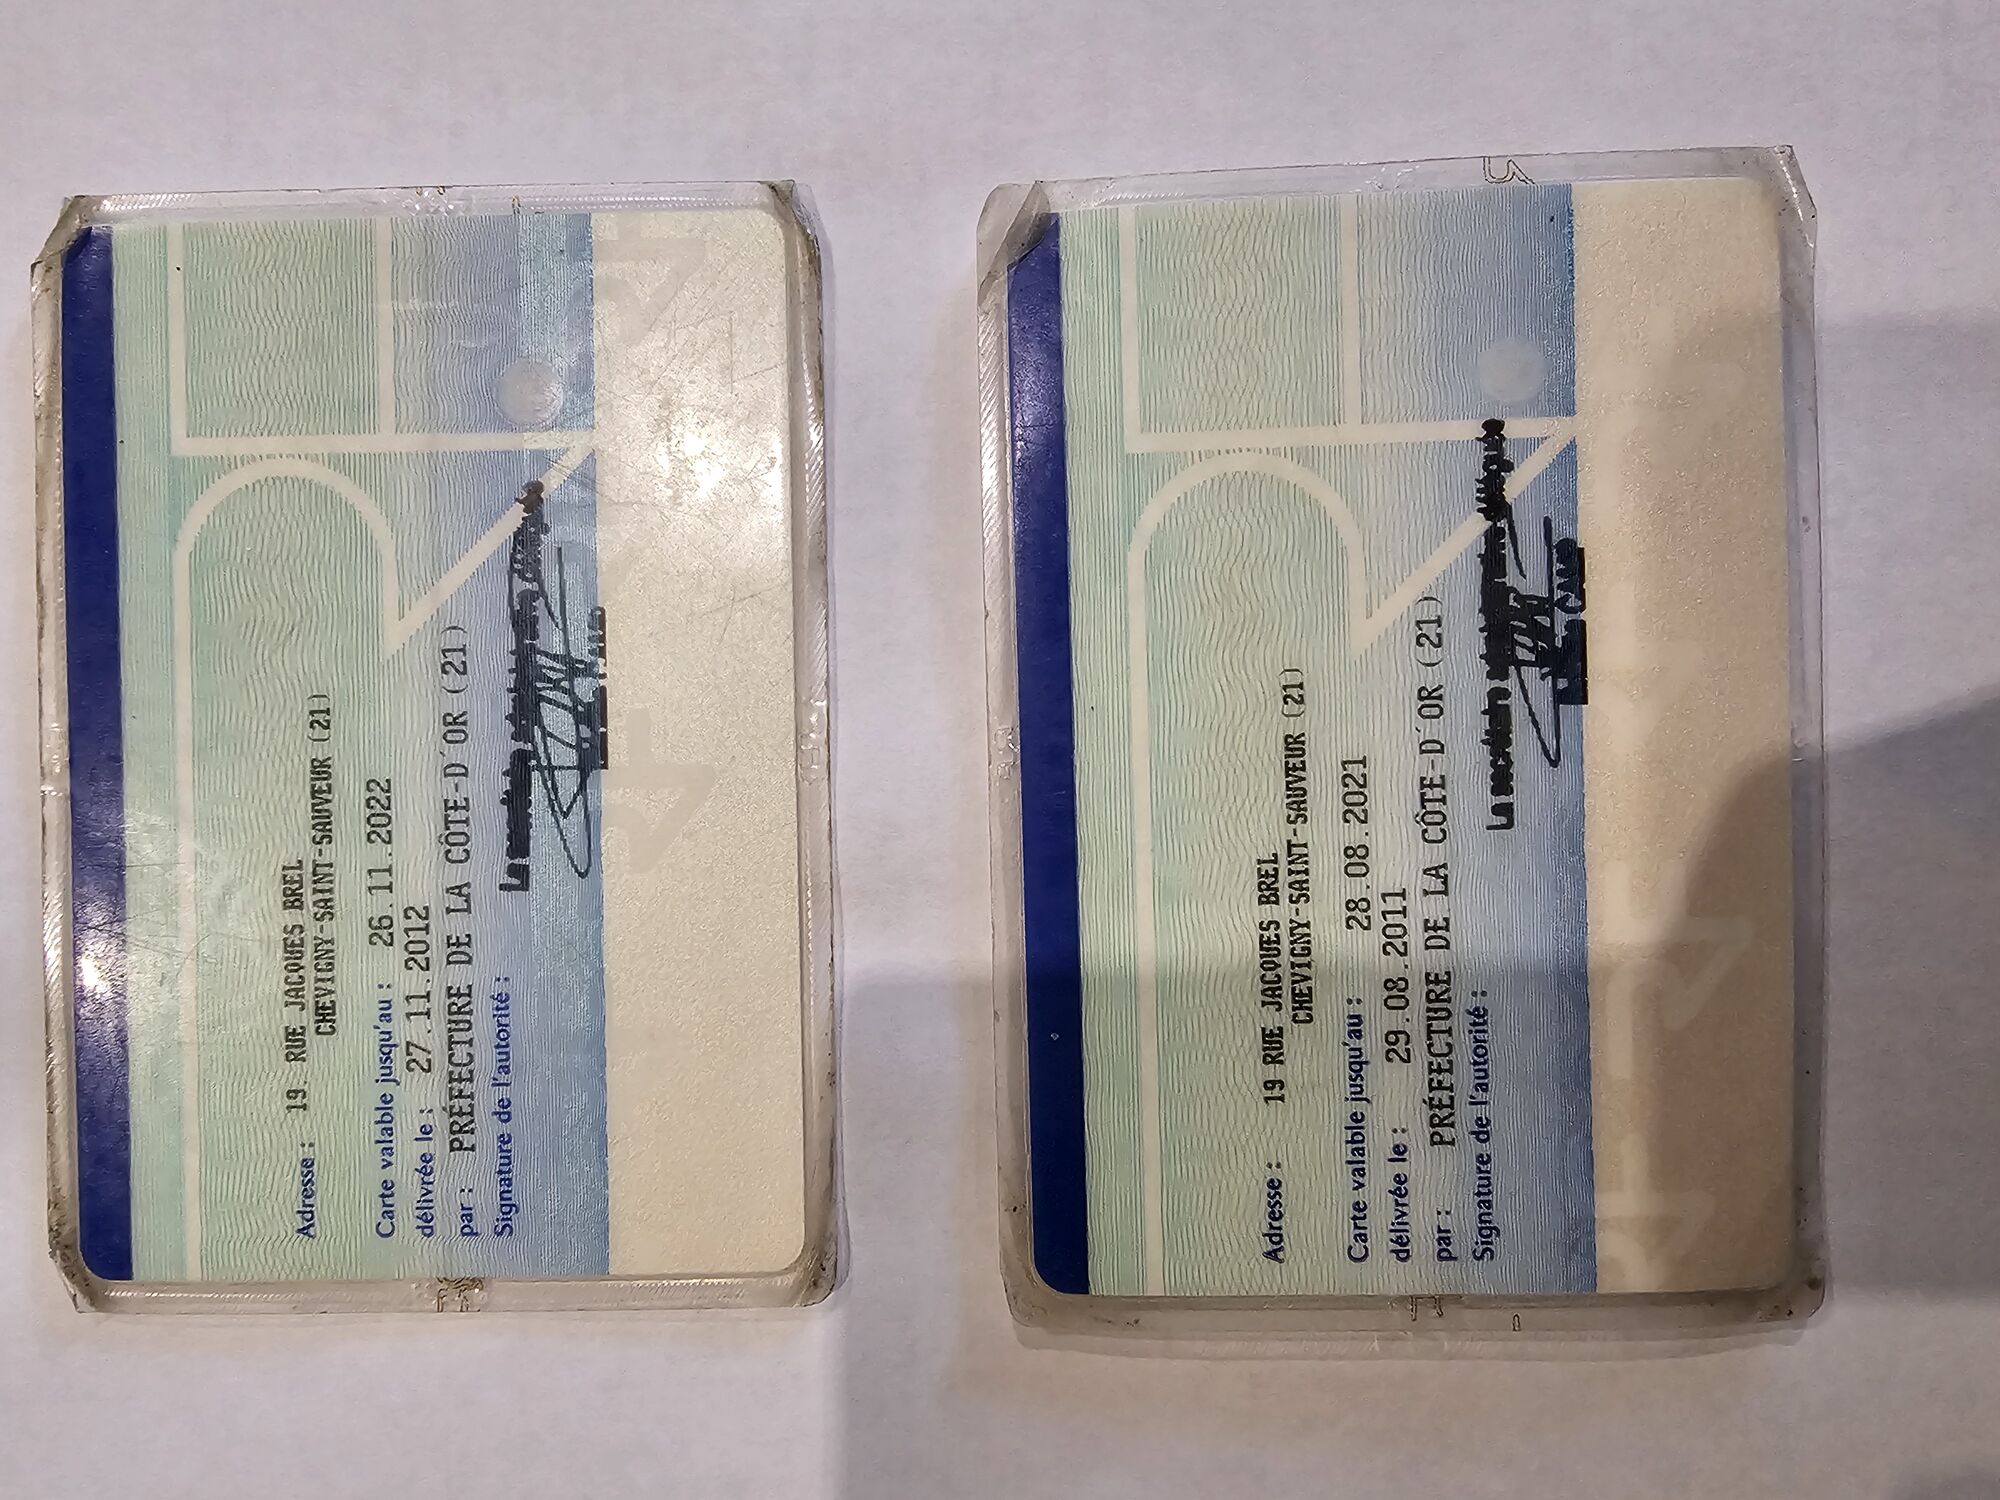 Adresse : 19 RUE JACQUES BREL
CHEVIGNY-SAINT-SAUVEUR (21)
Carte valable jusqu'au : 26.11.2022
délivrée le : 27.11.2012
par : PRÉFECTURE DE LA CÔTE-D'OR (21)
Signature de l'autorité :
Adresse : 19 RUE JACQUES BREL
CHEVIGNY-SAINT-SAUVEUR (21)
Carte valable jusqu'au : 28.08.2021
délivrée le : 29.08.2011
par : PRÉFECTURE DE LA CÔTE-D'OR (21)
Signature de l'autorité :